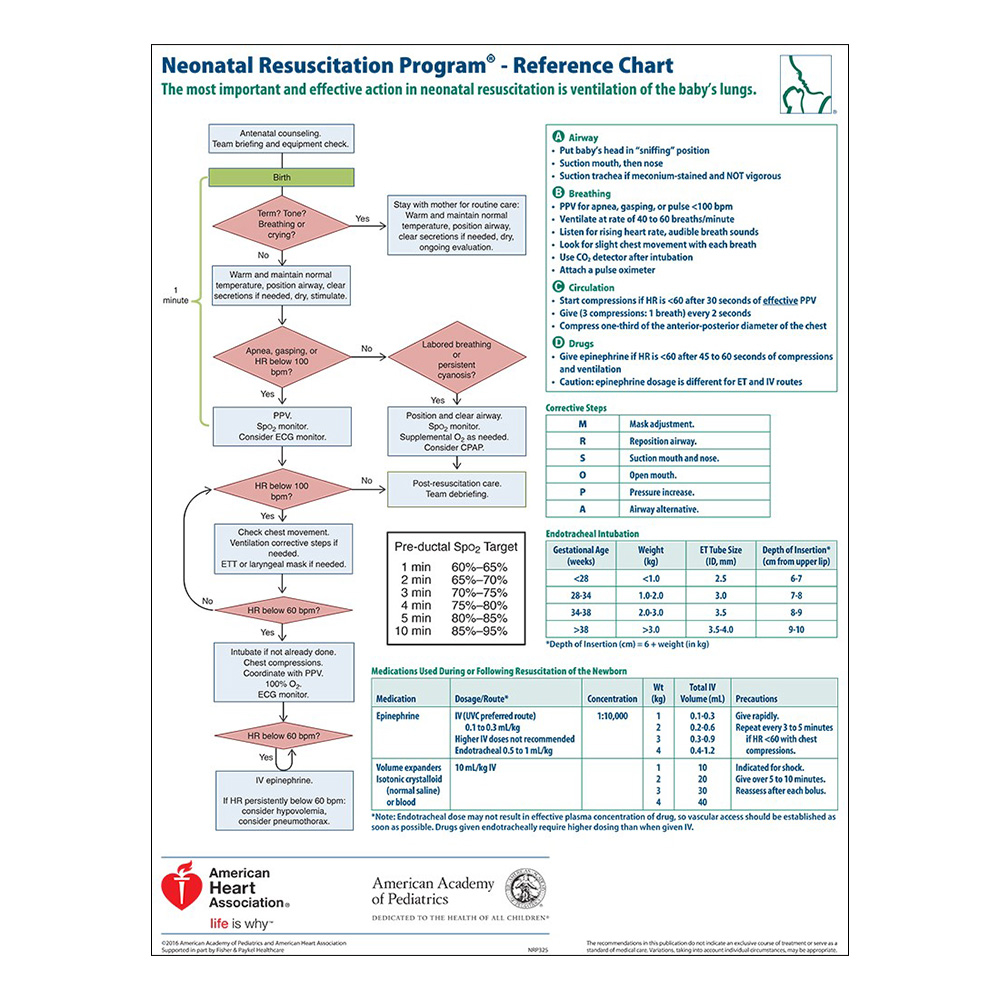 Neonatal Resuscitation Program® - Reference Chart
The most important and effective action in neonatal resuscitation is ventilation of the baby's lungs.
Antenatal counseling.
Team briefing and equipment check.
Birth
1
minute
Term? Tone?
Breathing or
crying?
Yes
Stay with mother for routine care:
Warm and maintain normal
temperature, position airway,
clear secretions if needed, dry,
ongoing evaluation.
No
Warm and maintain normal
temperature, position airway, clear
secretions if needed, dry, stimulate.
Apnea, gasping, or
HR below 100
bpm?
No
Labored breathing
or
persistent
cyanosis?
Yes
Yes
PPV.
SpO₂ monitor.
Consider ECG monitor.
Position and clear airway.
SpO₂ monitor.
Supplemental O₂ as needed.
Consider CPAP.
HR below 100
bpm?
No
Post-resuscitation care.
Team debriefing.
Yes
Check chest movement.
Ventilation corrective steps if
needed.
ETT or laryngeal mask if needed.
No
HR below 60 bpm?
Yes
Intubate if not already done.
Chest compressions.
Coordinate with PPV.
100% O₂.
ECG monitor.
HR below 60 bpm?
Yes
IV epinephrine.
If HR persistently below 60 bpm:
consider hypovolemia,
consider pneumothorax.
Pre-ductal SpO₂ Target
1 min 60%–65%
2 min 65%–70%
3 min 70%–75%
4 min 75%–80%
5 min 80%–85%
10 min 85%–95%
A Airway
• Put baby's head in "sniffing" position
• Suction mouth, then nose
• Suction trachea if meconium-stained and NOT vigorous
B Breathing
• PPV for apnea, gasping, or pulse <100 bpm
• Ventilate at rate of 40 to 60 breaths/minute
• Listen for rising heart rate, audible breath sounds
• Look for slight chest movement with each breath
• Use CO₂ detector after intubation
• Attach a pulse oximeter
C Circulation
• Start compressions if HR is <60 after 30 seconds of effective PPV
• Give (3 compressions: 1 breath) every 2 seconds
• Compress one-third of the anterior-posterior diameter of the chest
D Drugs
• Give epinephrine if HR is <60 after 45 to 60 seconds of compressions
and ventilation
• Caution: epinephrine dosage is different for ET and IV routes
Corrective Steps
M Mask adjustment.
R Reposition airway.
S Suction mouth and nose.
O Open mouth.
P Pressure increase.
A Airway alternative.
Endotracheal Intubation
Gestational Age Weight ET Tube Size Depth of Insertion*
(weeks) (kg) (ID, mm) (cm from upper lip)
<28 <1.0 2.5 6-7
28-34 1.0-2.0 3.0 7-8
34-38 2.0-3.0 3.5 8-9
>38 >3.0 3.5-4.0 9-10
*Depth of Insertion (cm) = 6 + weight (in kg)
Medications Used During or Following Resuscitation of the Newborn
Wt Total IV
Medication Dosage/Route* Concentration (kg) Volume (mL) Precautions
Epinephrine IV (UVC preferred route) 1:10,000 1 0.1-0.3 Give rapidly.
0.1 to 0.3 mL/kg 2 0.2-0.6 Repeat every 3 to 5 minutes
Higher IV doses not recommended 3 0.3-0.9 if HR <60 with chest
Endotracheal 0.5 to 1 mL/kg 4 0.4-1.2 compressions.
Volume expanders 10 mL/kg IV 1 10 Indicated for shock.
Isotonic crystalloid 2 20 Give over 5 to 10 minutes.
(normal saline) 3 30 Reassess after each bolus.
or blood 4 40
*Note: Endotracheal dose may not result in effective plasma concentration of drug, so vascular access should be established as
soon as possible. Drugs given endotracheally require higher dosing than when given IV.
American
Heart
Association®
life is why™
American Academy
of Pediatrics
DEDICATED TO THE HEALTH OF ALL CHILDREN®
©2016 American Academy of Pediatrics and American Heart Association
Supported in part by Fisher & Paykel Healthcare
NRP325
The recommendations in this publication do not indicate an exclusive course of treatment or serve as a
standard of medical care. Variations, taking into account individual circumstances, may be appropriate.